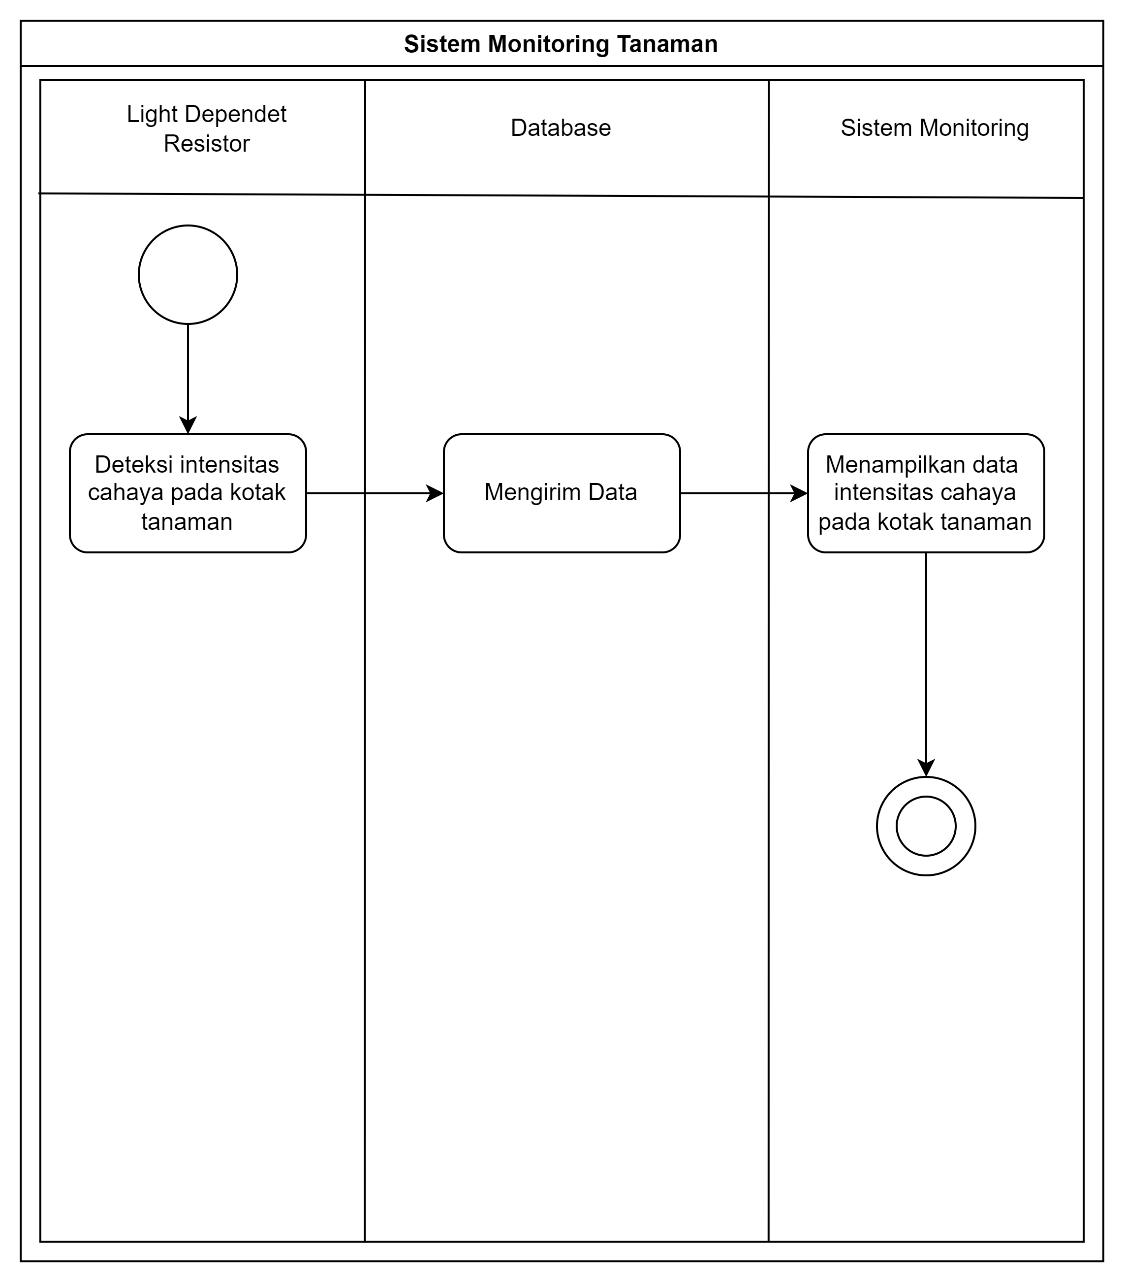 Sistem Monitoring Tanaman
Light Dependet
Resistor
Database
Sistem Monitoring
Deteksi intensitas
cahaya pada kotak
tanaman
Mengirim Data
Menampilkan data
intensitas cahaya
pada kotak tanaman